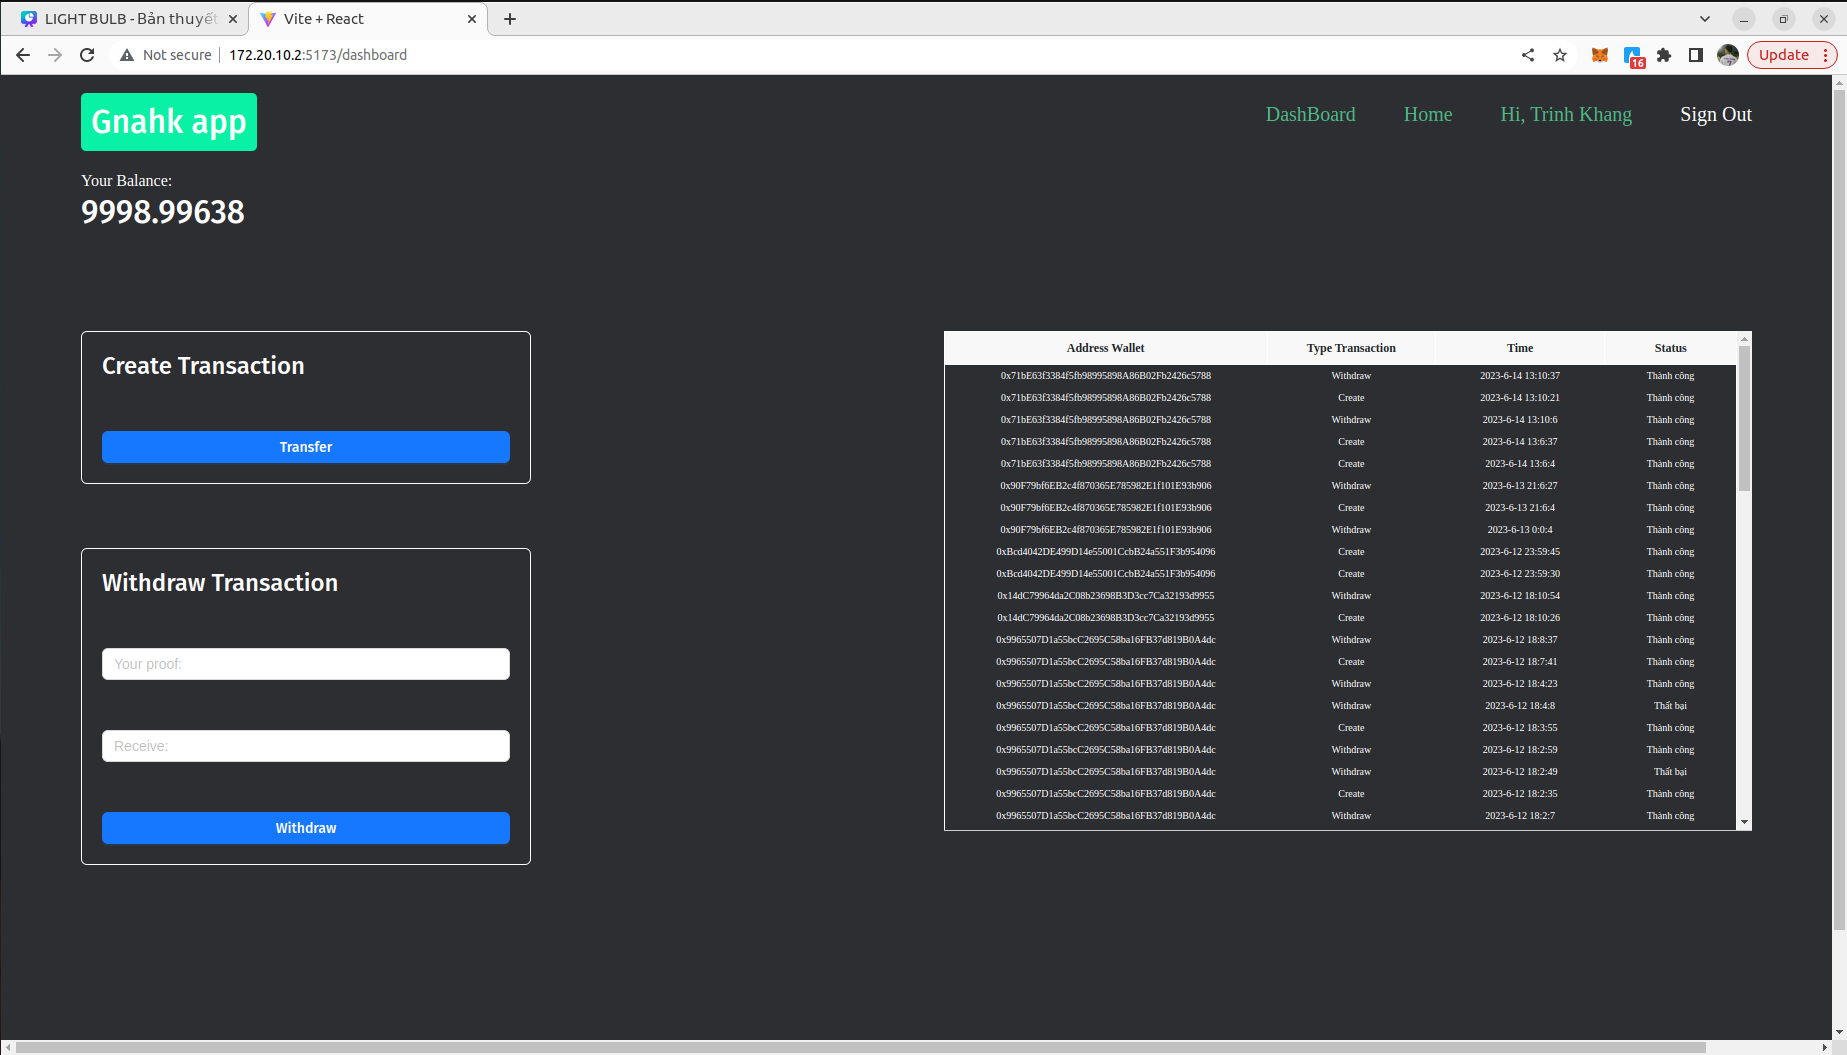 LIGHT BULB - Bản thuyết
Vite + React
Not secure
172.20.10.2:5173/dashboard
16
Update
Gnahk app
DashBoard
Home
Hi, Trinh Khang
Sign Out
Your Balance:
9998.99638
Create Transaction
Transfer
Withdraw Transaction
Your proof:
Receive:
Withdraw
Address Wallet Type Transaction Time Status
0x71bE63f3384f5fb98995898A86B02Fb2426c5788 Withdraw 2023-6-14 13:10:37 Thành công
0x71bE63f3384f5fb98995898A86B02Fb2426c5788 Create 2023-6-14 13:10:21 Thành công
0x71bE63f3384f5fb98995898A86B02Fb2426c5788 Withdraw 2023-6-14 13:10:6 Thành công
0x71bE63f3384f5fb98995898A86B02Fb2426c5788 Create 2023-6-14 13:6:37 Thành công
0x71bE63f3384f5fb98995898A86B02Fb2426c5788 Create 2023-6-14 13:6:4 Thành công
0x90F79bf6EB2c4f870365E785982E1f101E93b906 Withdraw 2023-6-13 21:6:27 Thành công
0x90F79bf6EB2c4f870365E785982E1f101E93b906 Create 2023-6-13 21:6:4 Thành công
0x90F79bf6EB2c4f870365E785982E1f101E93b906 Withdraw 2023-6-13 0:0:4 Thành công
0xBcd4042DE499D14e55001CcbB24a551F3b954096 Create 2023-6-12 23:59:45 Thành công
0xBcd4042DE499D14e55001CcbB24a551F3b954096 Create 2023-6-12 23:59:30 Thành công
0x14dC79964da2C08b23698B3D3cc7Ca32193d9955 Withdraw 2023-6-12 18:10:54 Thành công
0x14dC79964da2C08b23698B3D3cc7Ca32193d9955 Create 2023-6-12 18:10:26 Thành công
0x9965507D1a55bcC2695C58ba16FB37d819B0A4dc Withdraw 2023-6-12 18:8:37 Thành công
0x9965507D1a55bcC2695C58ba16FB37d819B0A4dc Create 2023-6-12 18:7:41 Thành công
0x9965507D1a55bcC2695C58ba16FB37d819B0A4dc Withdraw 2023-6-12 18:4:23 Thành công
0x9965507D1a55bcC2695C58ba16FB37d819B0A4dc Withdraw 2023-6-12 18:4:8 Thất bại
0x9965507D1a55bcC2695C58ba16FB37d819B0A4dc Create 2023-6-12 18:3:55 Thành công
0x9965507D1a55bcC2695C58ba16FB37d819B0A4dc Withdraw 2023-6-12 18:2:59 Thành công
0x9965507D1a55bcC2695C58ba16FB37d819B0A4dc Withdraw 2023-6-12 18:2:49 Thất bại
0x9965507D1a55bcC2695C58ba16FB37d819B0A4dc Create 2023-6-12 18:2:35 Thành công
0x9965507D1a55bcC2695C58ba16FB37d819B0A4dc Withdraw 2023-6-12 18:2:7 Thành công